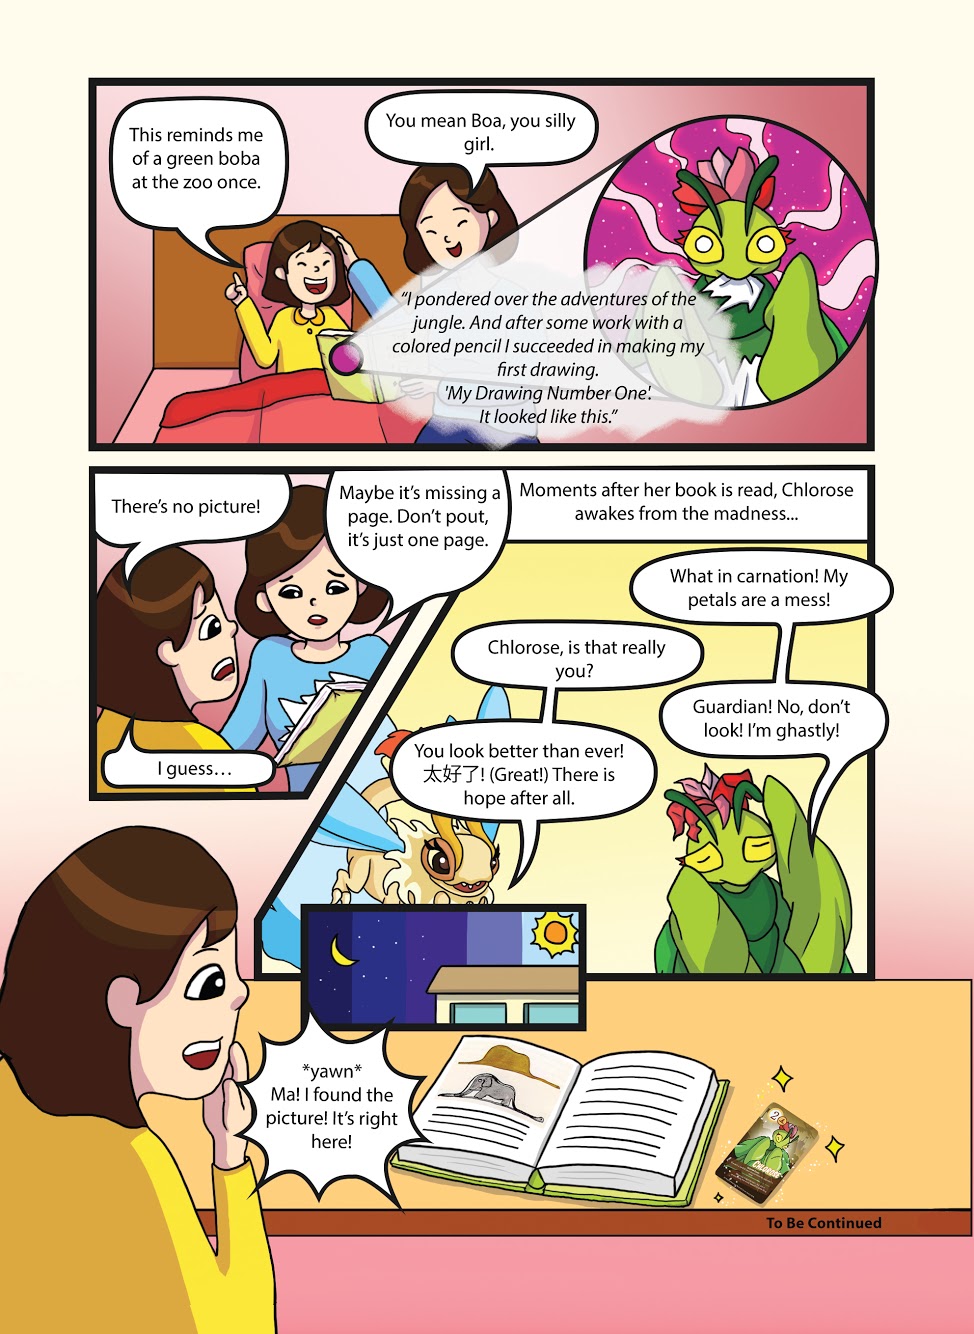 This reminds me
of a green boba
at the zoo once.
You mean Boa, you silly
girl.
“I pondered over the adventures of the
jungle. And after some work with a
colored pencil I succeeded in making my
first drawing.
'My Drawing Number One'.
It looked like this.”
There’s no picture!
Maybe it’s missing a
page. Don’t pout,
it’s just one page.
I guess…
Moments after her book is read, Chlorose
awakes from the madness...
What in carnation! My
petals are a mess!
Chlorose, is that really
you?
Guardian! No, don’t
look! I’m ghastly!
You look better than ever!
太好了! (Great!) There is
hope after all.
*yawn*
Ma! I found the
picture! It’s right
here!
2
CHLOROSE
To Be Continued